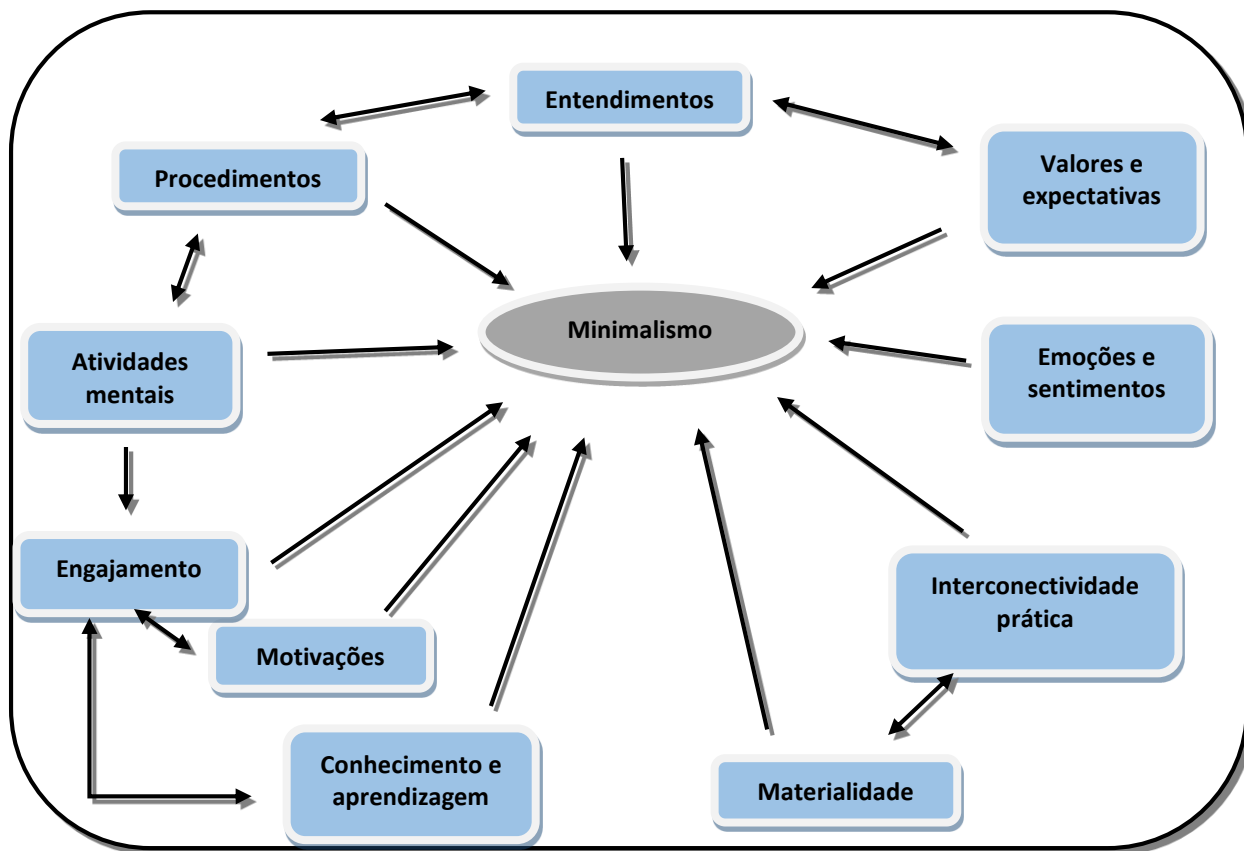 Entendimentos
Procedimentos
Valores e
expectativas
Minimalismo
Atividades
mentais
Emoções e
sentimentos
Engajamento
Interconectividade
prática
Motivações
Conhecimento e
aprendizagem
Materialidade